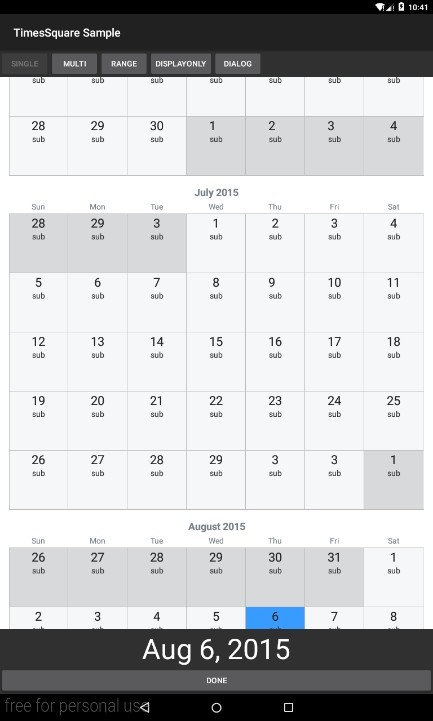 10:41
TimesSquare Sample
SINGLE MULTI RANGE DISPLAYONLY DIALOG
sub sub sub sub sub sub sub
28 29 30 1 2 3 4
sub sub sub sub sub sub sub
July 2015
Sun Mon Tue Wed Thu Fri Sat
28 29 3 1 2 3 4
sub sub sub sub sub sub sub
5 6 7 8 9 10 11
sub sub sub sub sub sub sub
12 13 14 15 16 17 18
sub sub sub sub sub sub sub
19 20 21 22 23 24 25
sub sub sub sub sub sub sub
26 27 28 29 3 3 1
sub sub sub sub sub sub sub
August 2015
Sun Mon Tue Wed Thu Fri Sat
26 27 28 29 30 31 1
sub sub sub sub sub sub sub
2 3 4 5 6 7 8
Aug 6, 2015
DONE
free for personal us